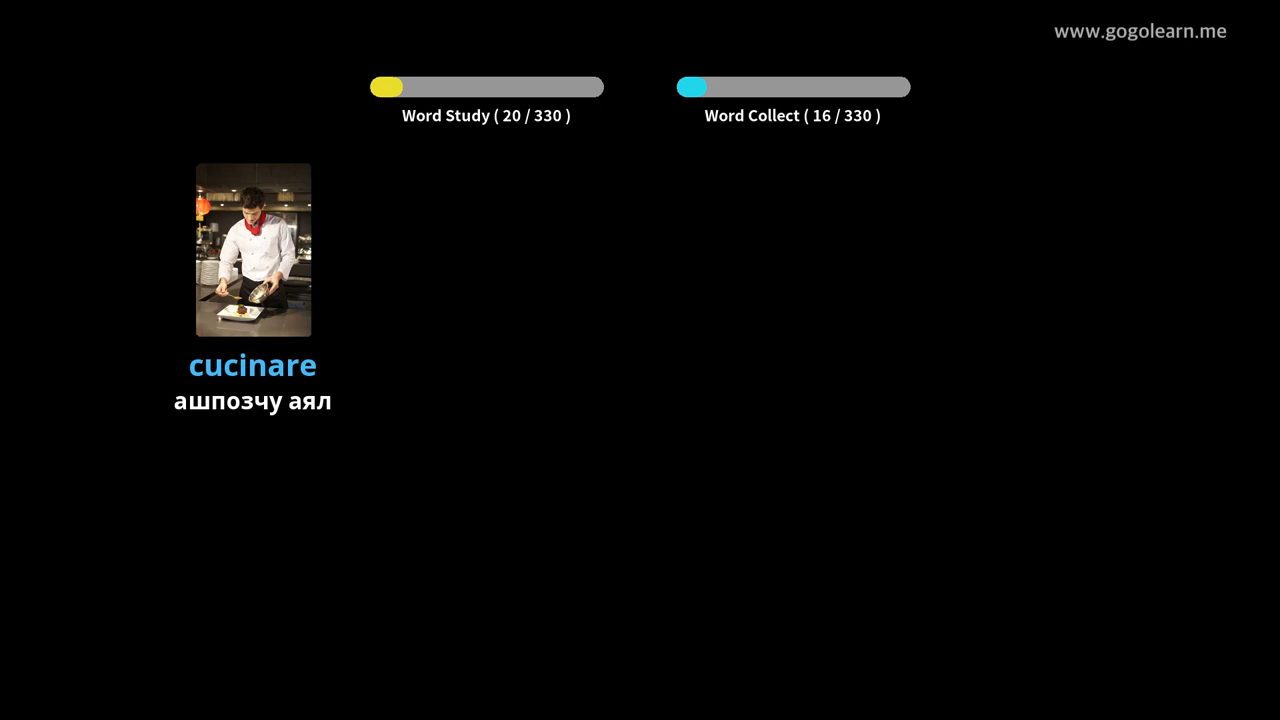 www.gogolearn.me
Word Study ( 20 / 330 )
Word Collect ( 16 / 330 )
cucinare
ашпозчу аял